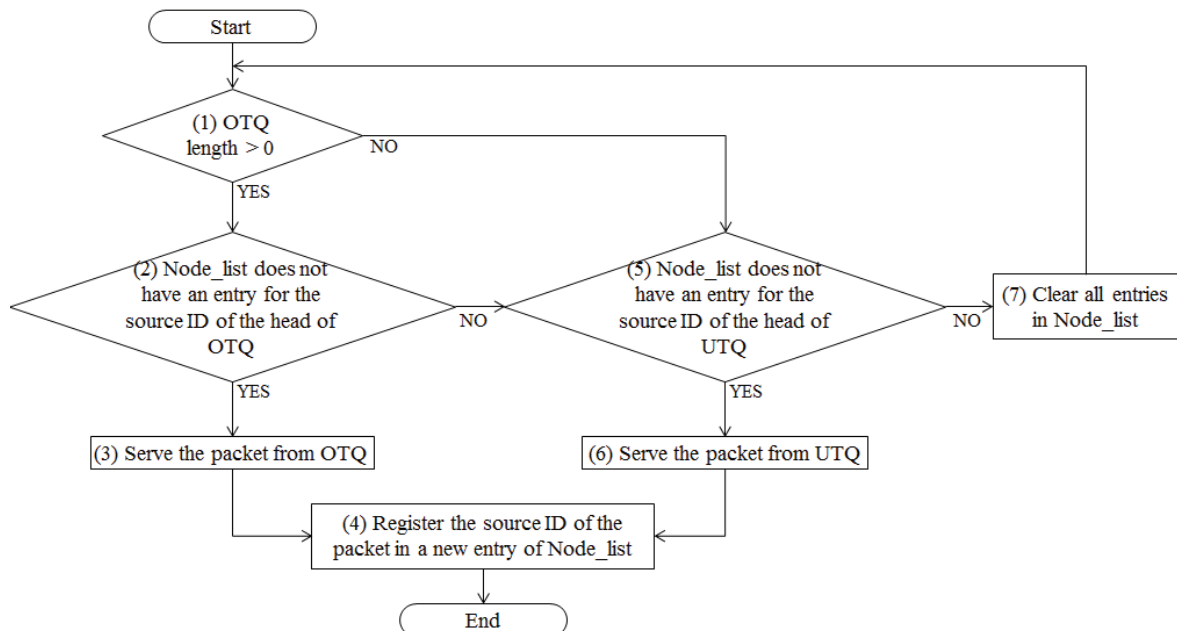 Start
(1) OTQ
length > 0
NO
YES
(2) Node_list does not
have an entry for the
source ID of the head of
OTQ
NO
YES
(5) Node_list does not
have an entry for the
source ID of the head of
UTQ
NO
YES
(7) Clear all entries
in Node_list
(3) Serve the packet from OTQ
(6) Serve the packet from UTQ
(4) Register the source ID of the
packet in a new entry of Node_list
End